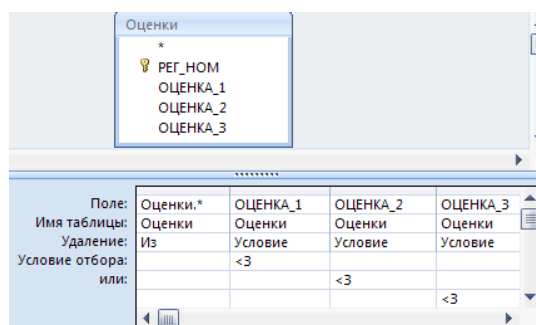 Оценки
*
РЕГ_НОМ
ОЦЕНКА_1
ОЦЕНКА_2
ОЦЕНКА_3
Поле: Оценки.* ОЦЕНКА_1 ОЦЕНКА_2 ОЦЕНКА_3
Имя таблицы: Оценки Оценки Оценки Оценки
Удаление: Из Условие Условие Условие
Условие отбора: <3
или: <3
<3